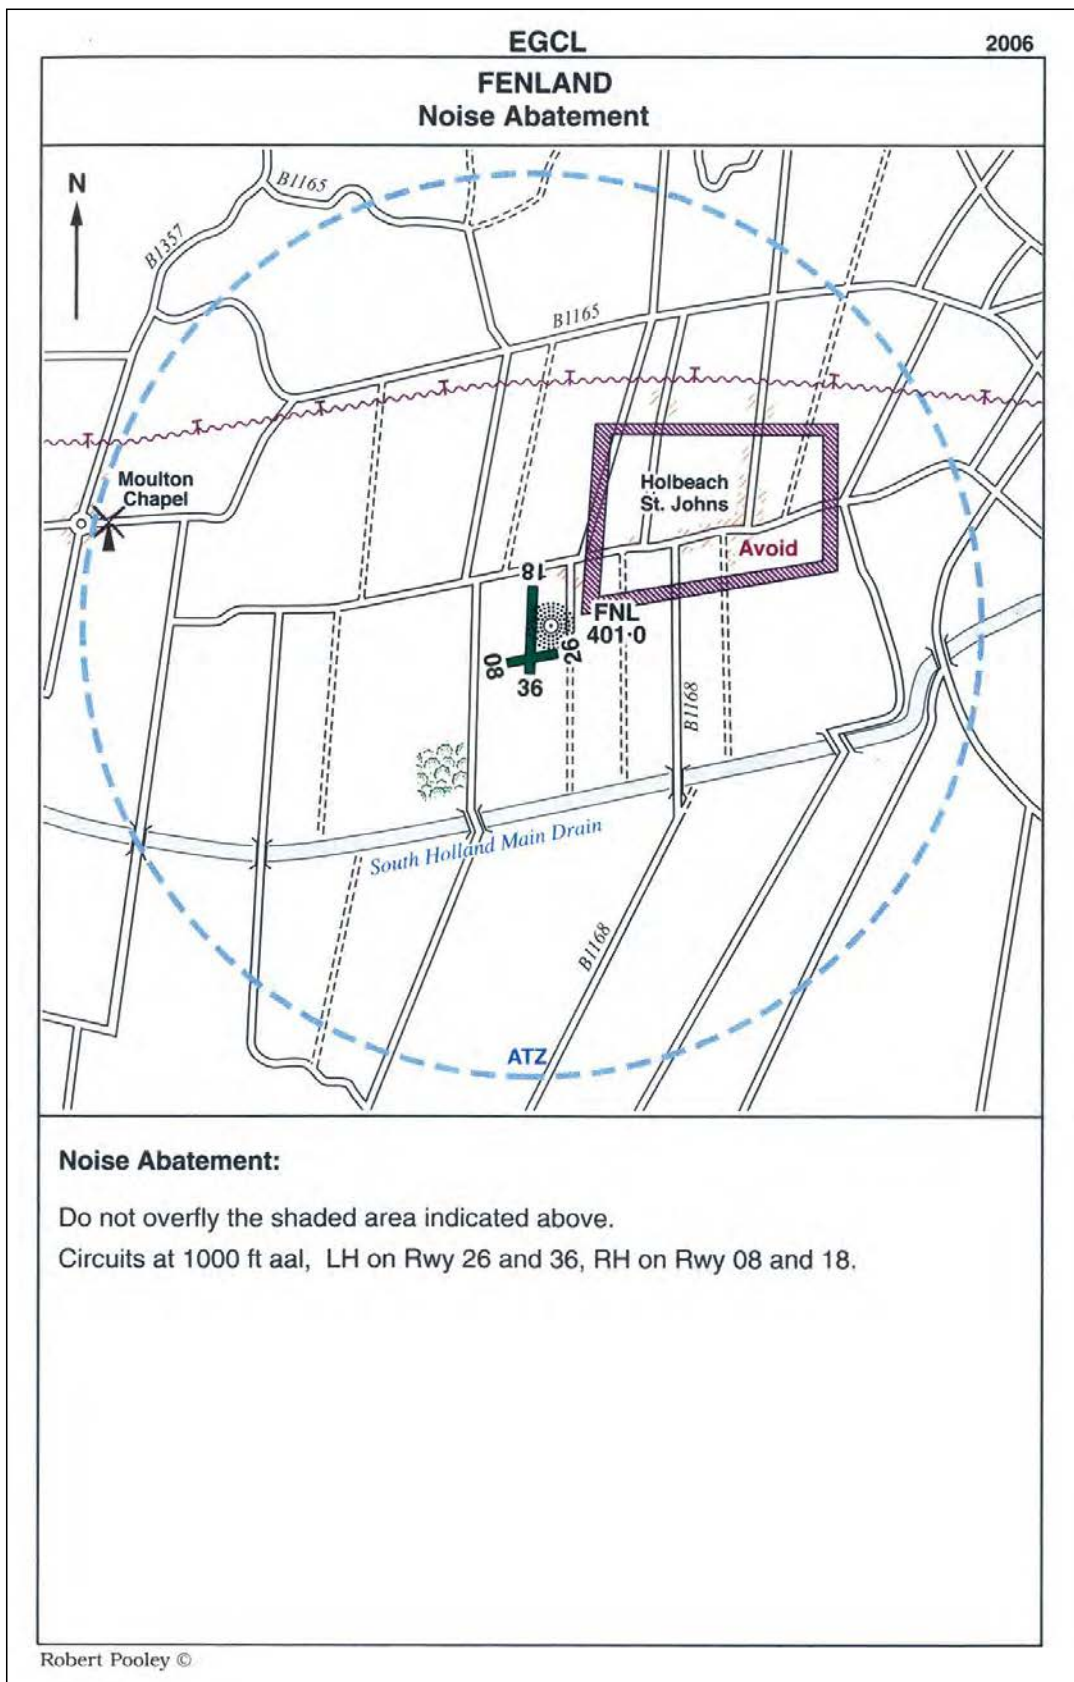 EGCL
2006
FENLAND
Noise Abatement
N
B1165
B1357
B1165
Moulton
Chapel
Holbeach
St. Johns
Avoid
18
FNL
401·0
08
26
36
B1168
South Holland Main Drain
B1168
ATZ
Noise Abatement:
Do not overfly the shaded area indicated above.
Circuits at 1000 ft aal, LH on Rwy 26 and 36, RH on Rwy 08 and 18.
Robert Pooley ©